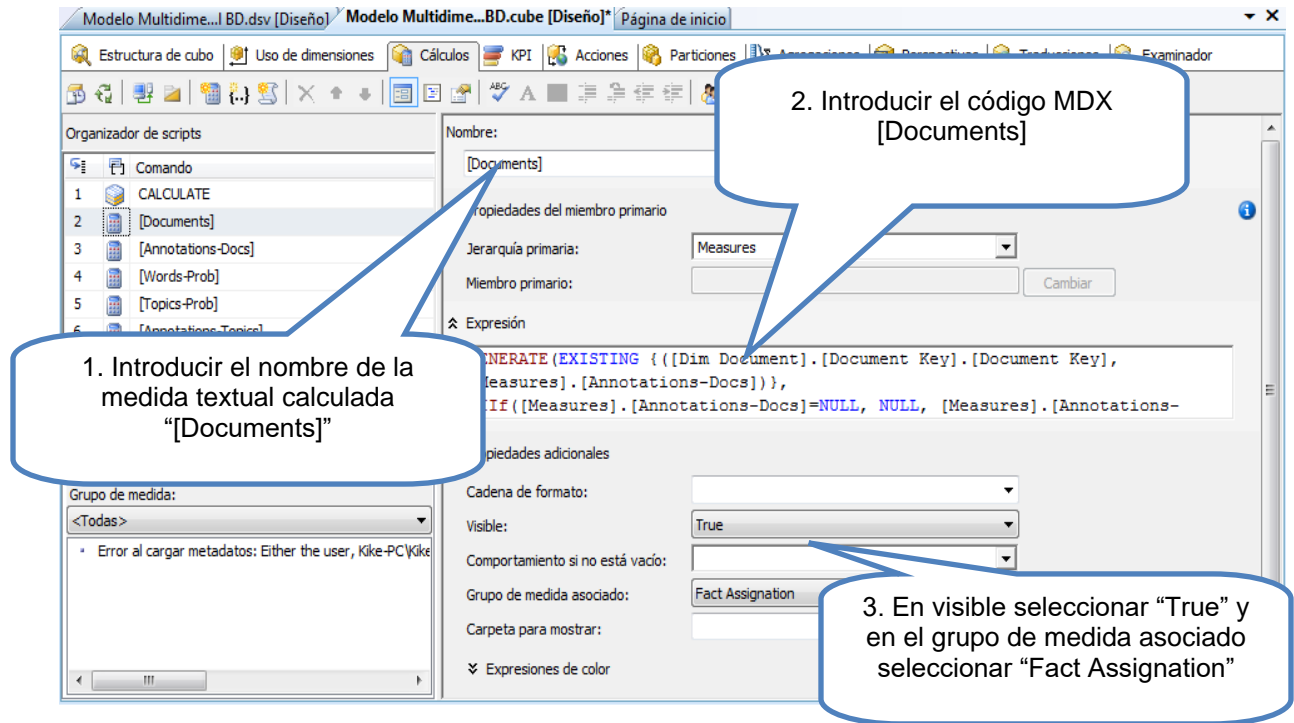 Modelo Multidime...l BD.dsv [Diseño] Modelo Multidime...BD.cube [Diseño]* Página de inicio
Estructura de cubo Uso de dimensiones Cálculos KPI Acciones Particiones Examinador
Organizador de scripts
Comando
1 CALCULATE
2 [Documents]
3 [Annotations-Docs]
4 [Words-Prob]
5 [Topics-Prob]
6 [Annotations-Topics]
1. Introducir el nombre de la
medida textual calculada
“[Documents]”
Grupo de medida:
<Todas>
Error al cargar metadatos: Either the user, Kike-PC\Kike
Nombre:
[Documents]
2. Introducir el código MDX
[Documents]
ropiedades del miembro primario
Jerarquía primaria: Measures
Miembro primario: Cambiar
Expresión
ENERATE(EXISTING {([Dim Document].[Document Key].[Document Key],
Measures].[Annotations-Docs])},
If([Measures].[Annotations-Docs]=NULL, NULL, [Measures].[Annotations-
opiedades adicionales
Cadena de formato:
Visible: True
Comportamiento si no está vacío:
Grupo de medida asociado: Fact Assignation
Carpeta para mostrar:
Expresiones de color
3. En visible seleccionar “True” y
en el grupo de medida asociado
seleccionar “Fact Assignation”